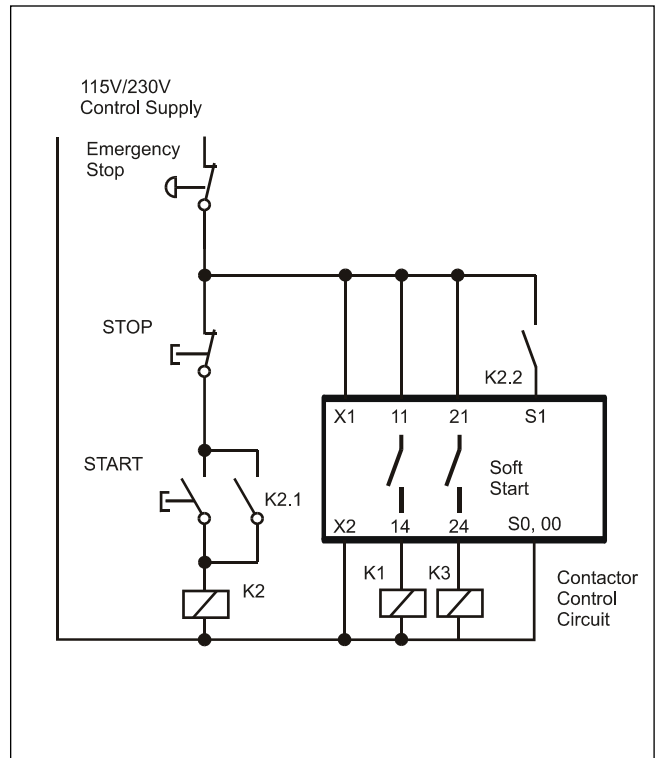 115V/230V
Control Supply
Emergency
Stop
STOP
K2.2
X1 11 21 S1
START
K2.1
Soft
Start
X2 14 24 S0, 00
K2
K1 K3
Contactor
Control
Circuit